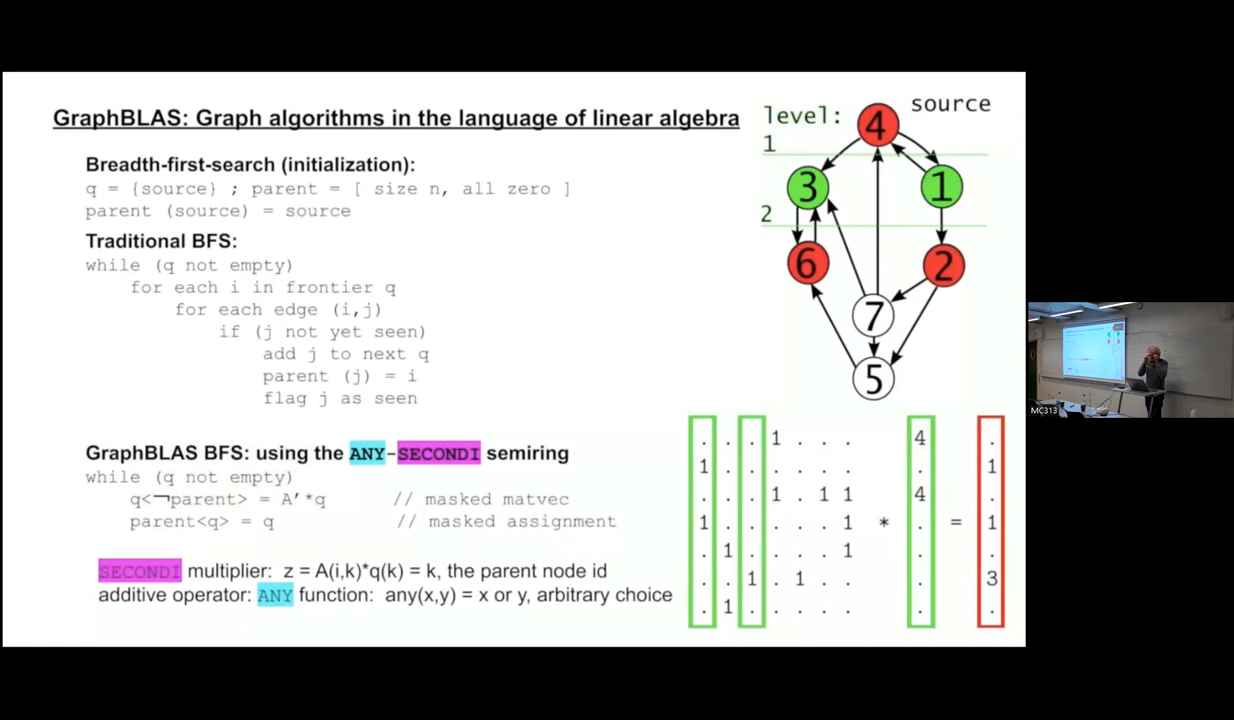 GraphBLAS: Graph algorithms in the language of linear algebra
Breadth-first-search (initialization):
q = {source} ; parent = [ size n, all zero ]
parent (source) = source
Traditional BFS:
while (q not empty)
for each i in frontier q
for each edge (i,j)
if (j not yet seen)
add j to next q
parent (j) = i
flag j as seen
GraphBLAS BFS: using the ANY-SECONDI semiring
while (q not empty)
q<¬parent> = A'*q // masked matvec
parent<q> = q // masked assignment
SECONDI multiplier: z = A(i,k)*q(k) = k, the parent node id
additive operator: ANY function: any(x,y) = x or y, arbitrary choice
level:
source
4
1
3
1
2
6
2
7
5
. . . 1 . . . 4 .
1 . . . . . . . 1
. . . 1 . 1 1 4 .
1 . . . . . 1 * . = 1
. 1 . . . . 1 . .
. . 1 . 1 . . . 3
. 1 . . . . . . .
MC313